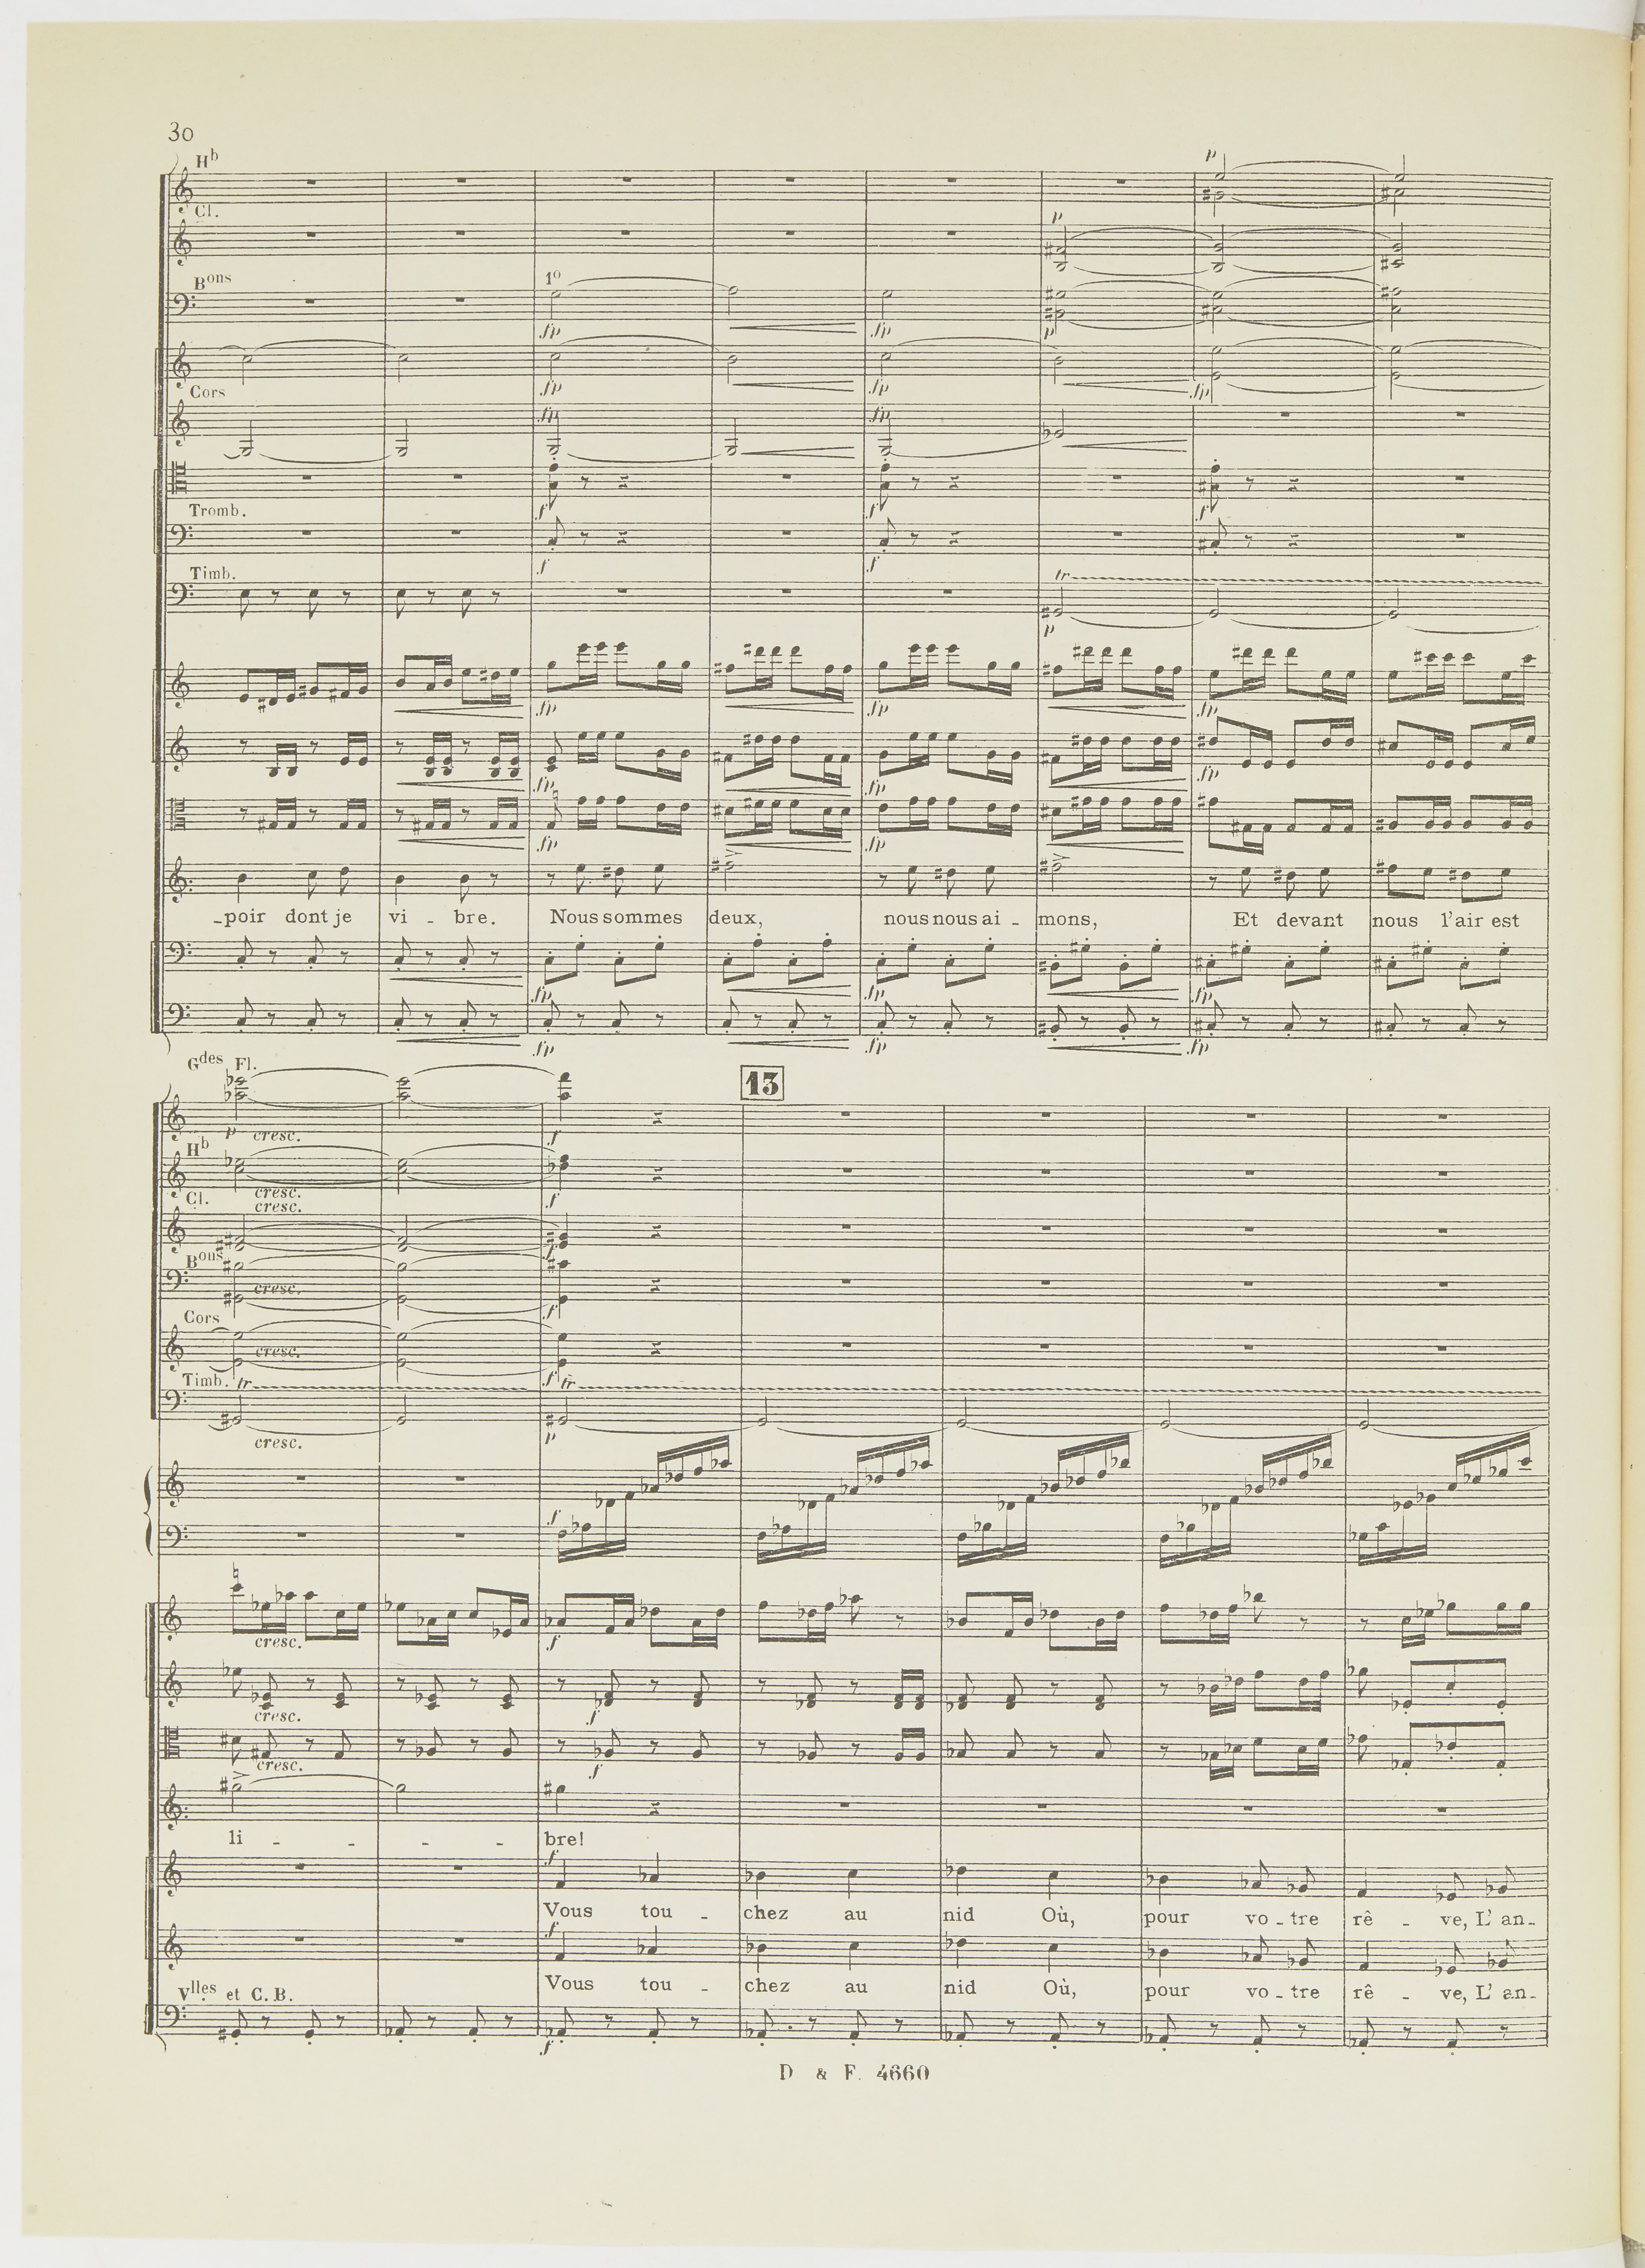 30
Hb
p
Cl.
p
Bons
1o
fp
fp
p
fp
fp
fp
Cors
fp
fp
f
f
f
Tromb.
f
f
Timb.
tr
p
fp
fp
fp
fp
fp
fp
fp
fp
-poir dont je vi - bre. Nous sommes deux, nous nous ai - mons, Et devant nous l'air est
fp
fp
fp
fp
fp
fp
Gdes Fl.
13
p cresc.
f
Hb
cresc.
f
Cl.
cresc.
f
Bons
cresc.
f
Cors
cresc.
f
Timb. tr
tr
cresc.
p
f
cresc.
f
cresc.
f
cresc.
f
li - - - - bre!
f
Vous tou - chez au nid Où, pour vo - tre rê - ve, L' an-
f
Vous tou - chez au nid Où, pour vo - tre rê - ve, L' an-
Vlles et C. B.
f
D & F. 4660